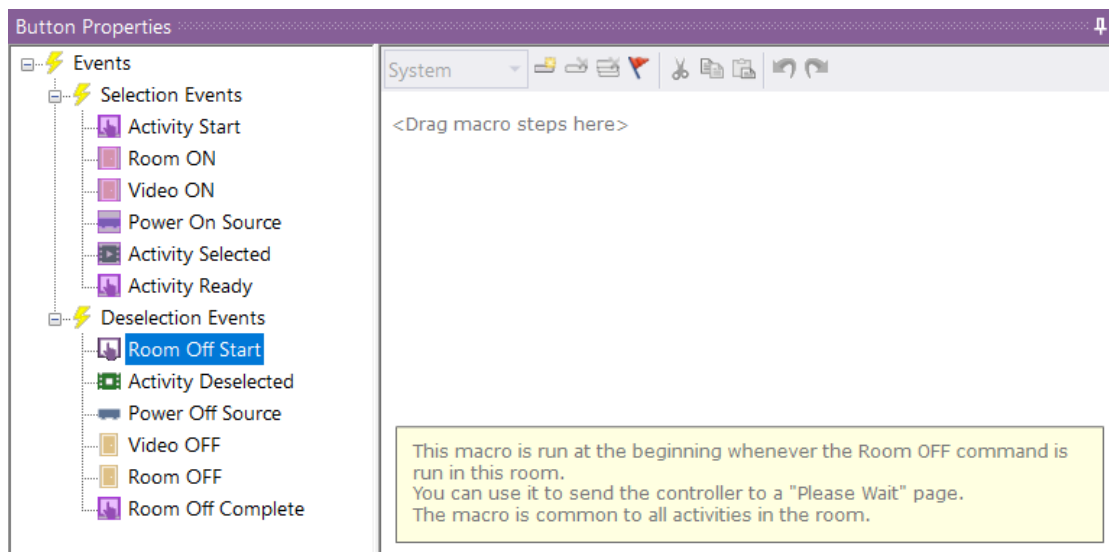 Button Properties
Events
Selection Events
Activity Start
Room ON
Video ON
Power On Source
Activity Selected
Activity Ready
Deselection Events
Room Off Start
Activity Deselected
Power Off Source
Video OFF
Room OFF
Room Off Complete
System
<Drag macro steps here>
This macro is run at the beginning whenever the Room OFF command is
run in this room.
You can use it to send the controller to a "Please Wait" page.
The macro is common to all activities in the room.